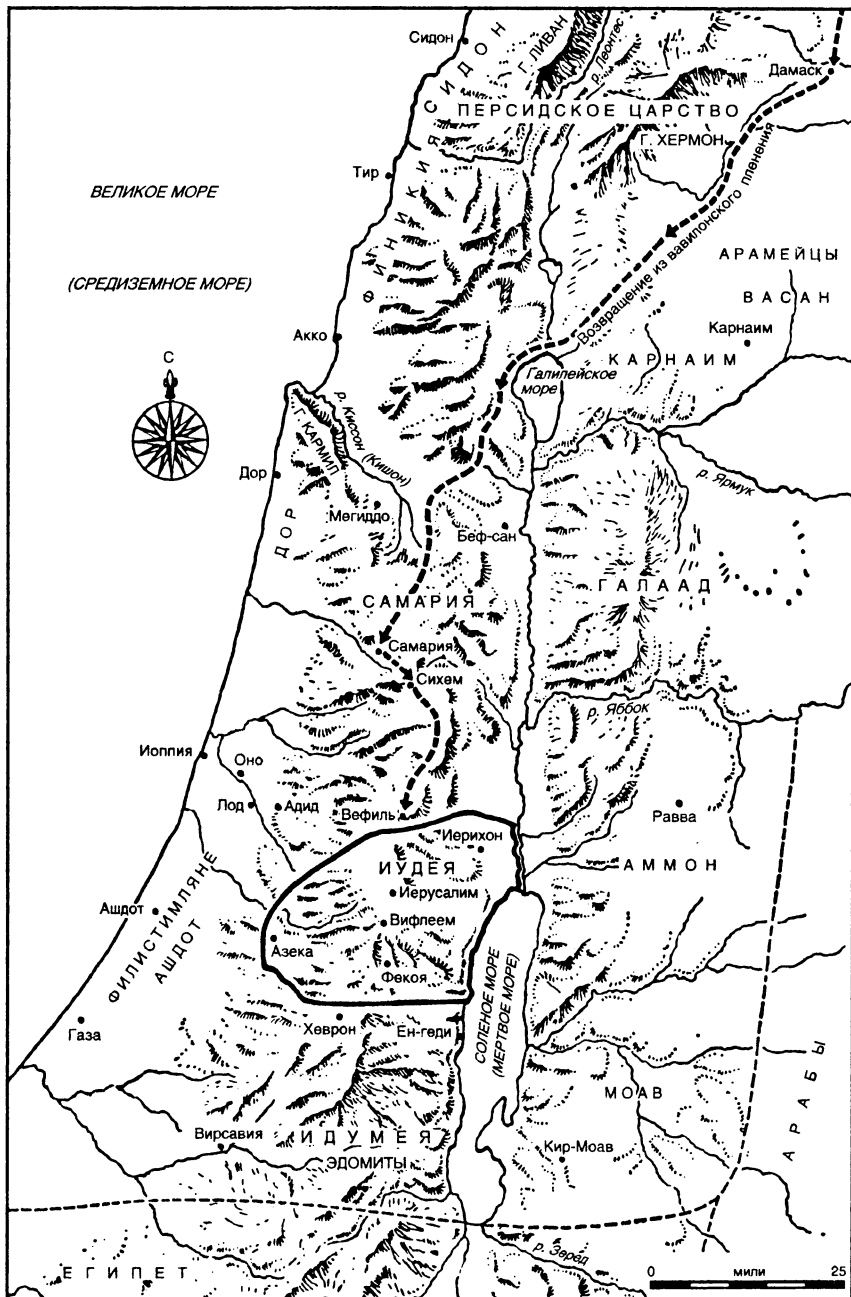 Сидон
СИДОН
Г. ЛИВАН
р. Леонтес
Дамаск
ПЕРСИДСКОЕ ЦАРСТВО
Г. ХЕРМОН
Тир
ФИНИКИЯ
ВЕЛИКОЕ МОРЕ
(СРЕДИЗЕМНОЕ МОРЕ)
Возвращение из вавилонского пленения
АРАМЕЙЦЫ
ВАСАН
Карнаим
КАРНАИМ
Акко
С
Галилейское
море
р. Киссон (Кишон)
Г. КАРМИЛ
р. Ярмук
Дор
ДОР
Мегиддо
Беф-сан
ГАЛААД
САМАРИЯ
Самария
Сихем
р. Яббок
Иоппия
Оно
Лод
Адид
Вефиль
Равва
Иерихон
ИУДЕЯ
АММОН
Иерусалим
Ашдот
ФИЛИСТИМЛЯНЕ
АШДОТ
Вифлеем
Азека
Фекоя
СОЛЕНОЕ МОРЕ
(МЕРТВОЕ МОРЕ)
Газа
Хеврон
Ен-геди
МОАВ
АРАБЫ
Вирсавия
ИДУМЕЯ
ЭДОМИТЫ
Кир-Моав
р. Зеред
ЕГИПЕТ
0 мили 25